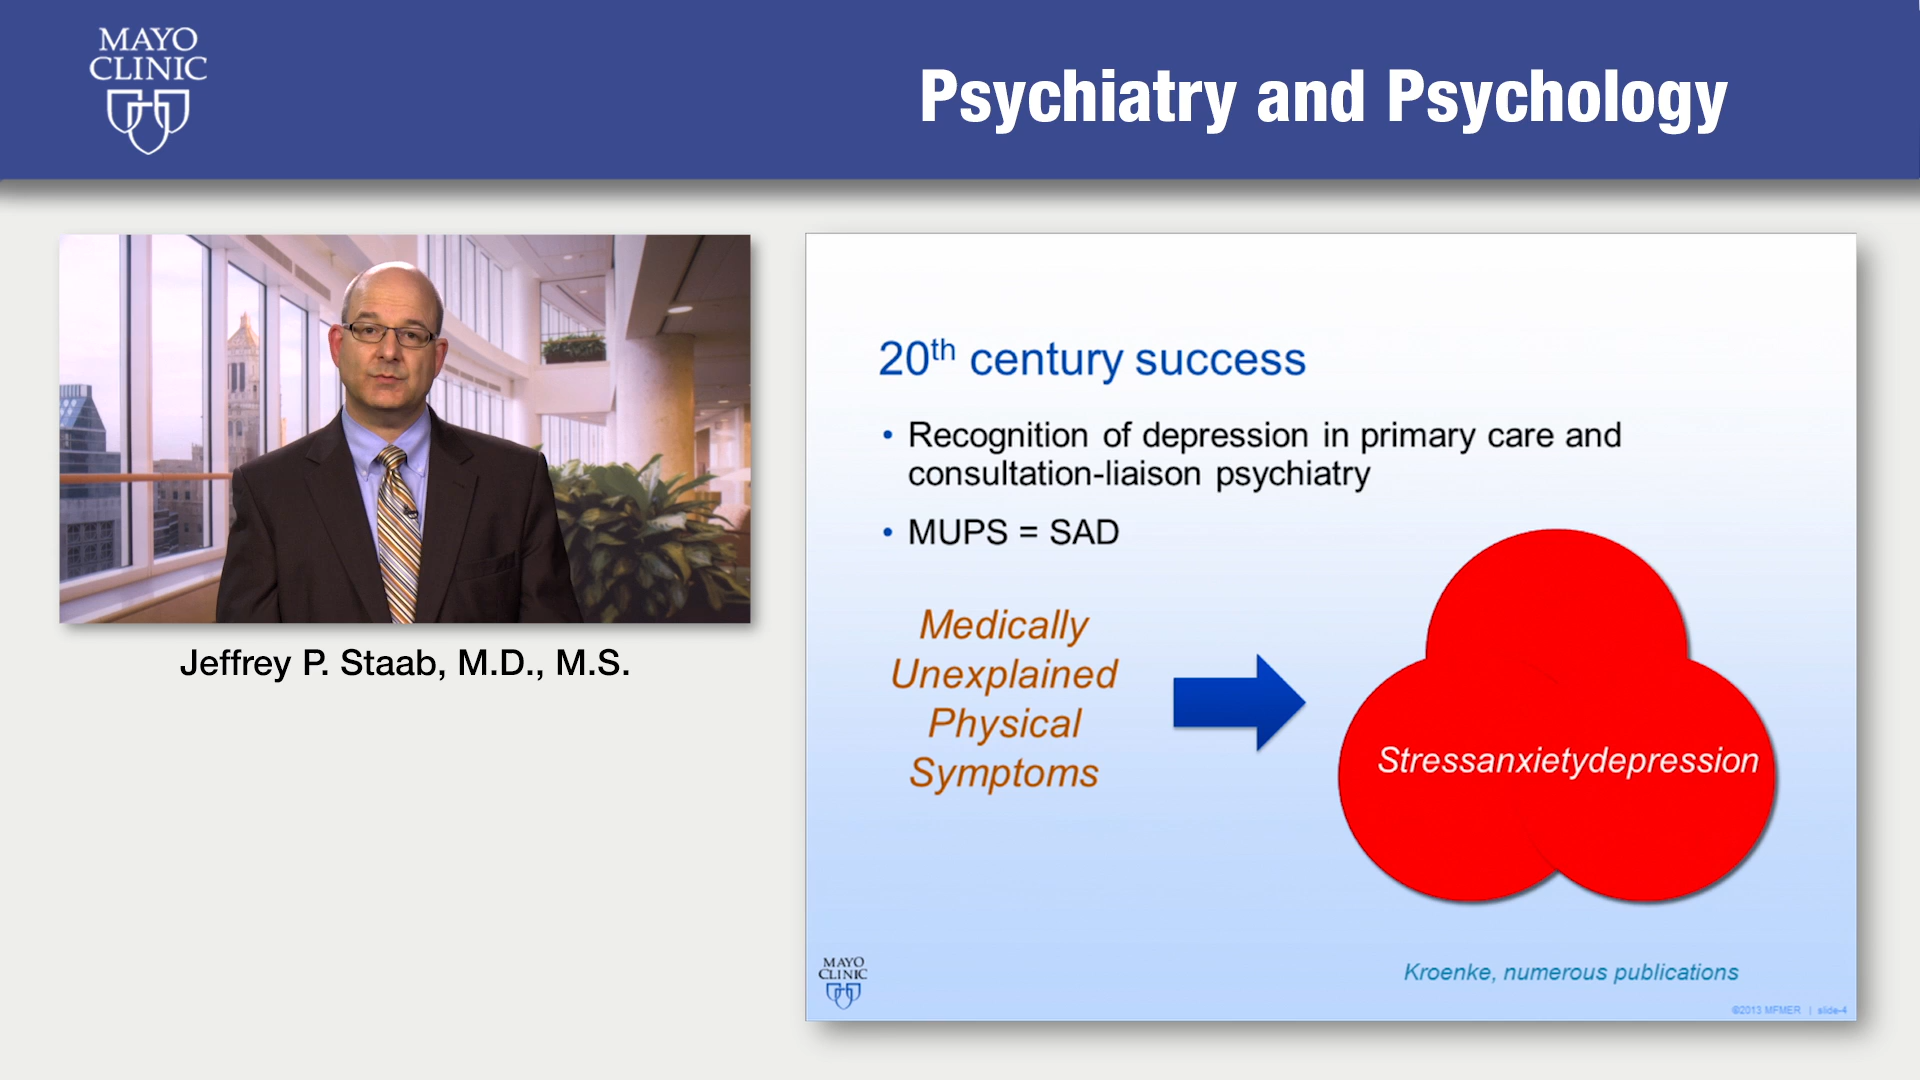 MAYO
CLINIC
Psychiatry and Psychology
Jeffrey P. Staab, M.D., M.S.
20th century success
• Recognition of depression in primary care and
consultation-liaison psychiatry
• MUPS = SAD
Medically
Unexplained
Physical
Symptoms
Stressanxietydepression
Kroenke, numerous publications
MAYO
CLINIC
©2013 MFMER | slide-4